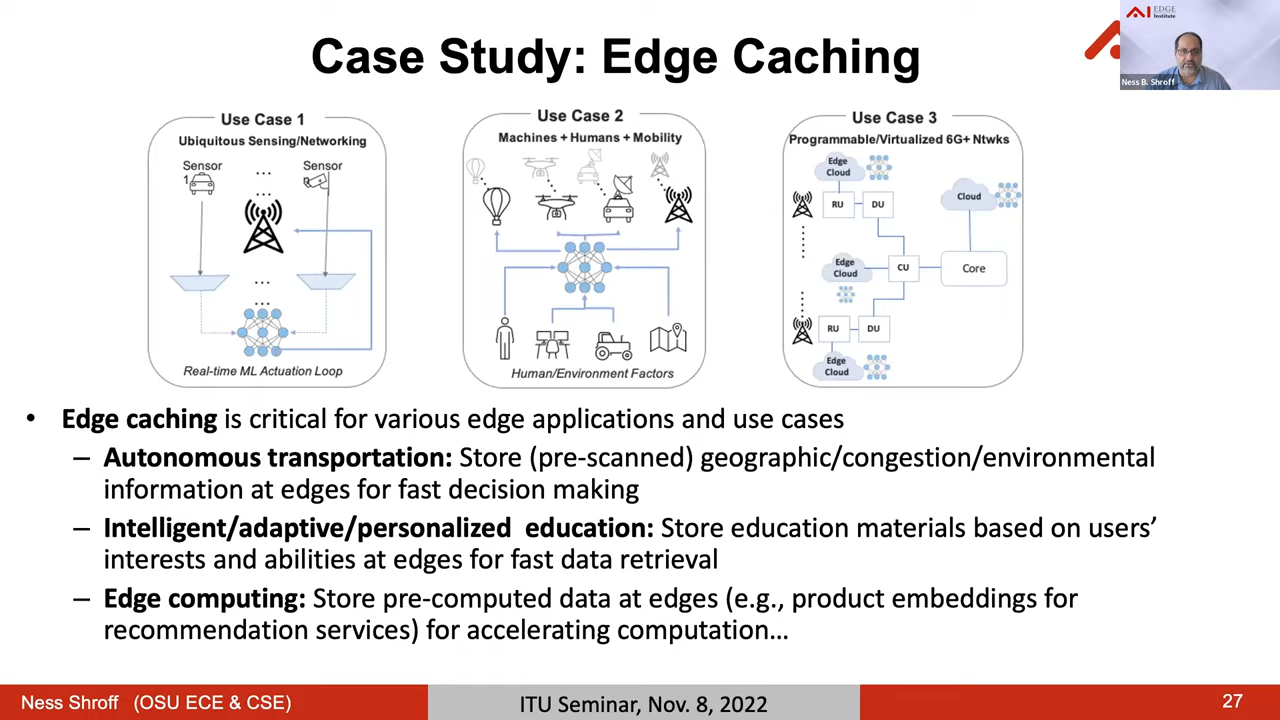 Case Study: Edge Caching
AI EDGE
Institute
Ness B. Shroff
Use Case 1
Ubiquitous Sensing/Networking
Sensor
1
...
Sensor
...
...
...
Real-time ML Actuation Loop
Use Case 2
Machines + Humans + Mobility
Human/Environment Factors
Use Case 3
Programmable/Virtualized 6G+ Ntwks
Edge
Cloud
RU
DU
Cloud
Edge
Cloud
CU
Core
RU
DU
Edge
Cloud
• Edge caching is critical for various edge applications and use cases
– Autonomous transportation: Store (pre-scanned) geographic/congestion/environmental
information at edges for fast decision making
– Intelligent/adaptive/personalized education: Store education materials based on users’
interests and abilities at edges for fast data retrieval
– Edge computing: Store pre-computed data at edges (e.g., product embeddings for
recommendation services) for accelerating computation…
Ness Shroff (OSU ECE & CSE)
ITU Seminar, Nov. 8, 2022
27